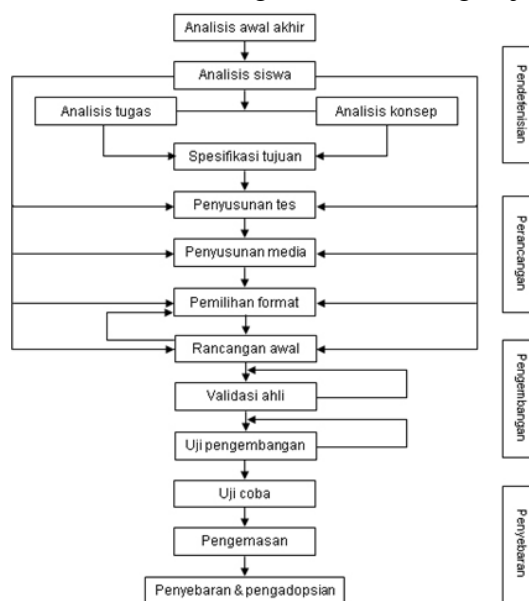 Analisis awal akhir
Analisis siswa
Analisis tugas
Analisis konsep
Spesifikasi tujuan
Penyusunan tes
Penyusunan media
Pemilihan format
Rancangan awal
Validasi ahli
Uji pengembangan
Uji coba
Pengemasan
Penyebaran & pengadopsian
Pendefenisian
Perancangan
Pengembangan
Penyebaran